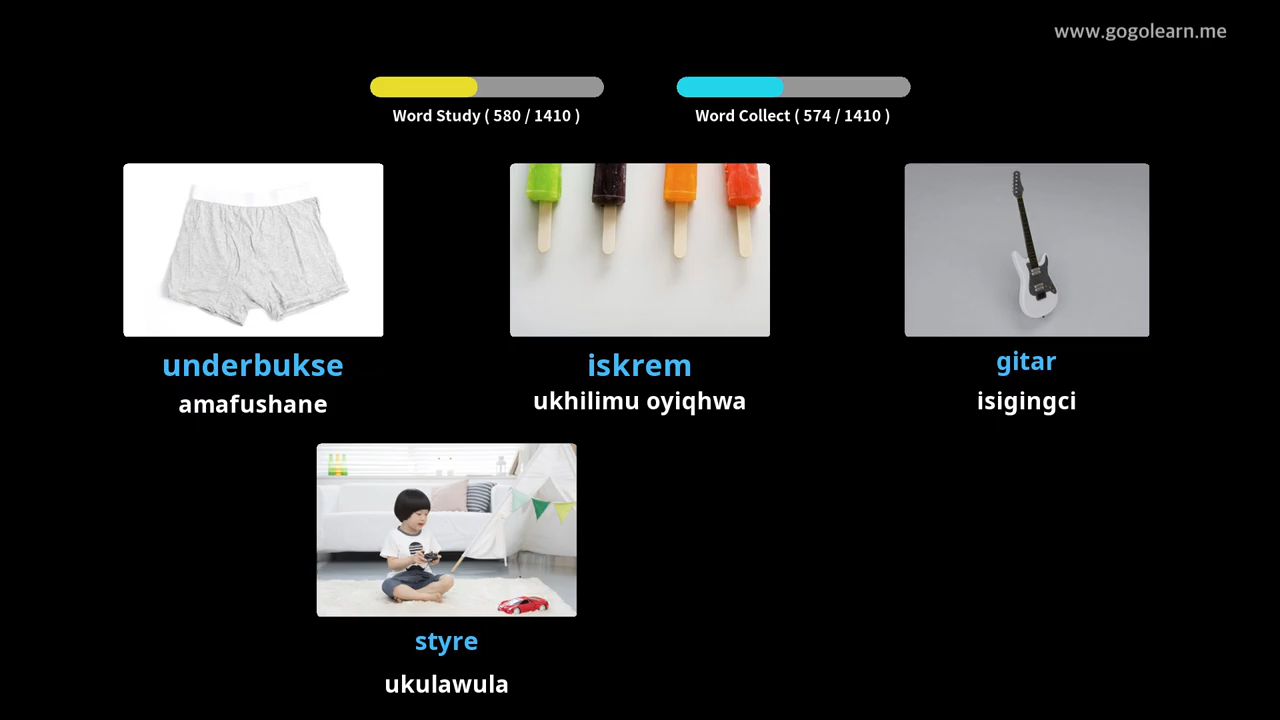 www.gogolearn.me
Word Study ( 580 / 1410 )
Word Collect ( 574 / 1410 )
underbukse
amafushane
iskrem
ukhilimu oyiqhwa
gitar
isigingci
styre
ukulawula